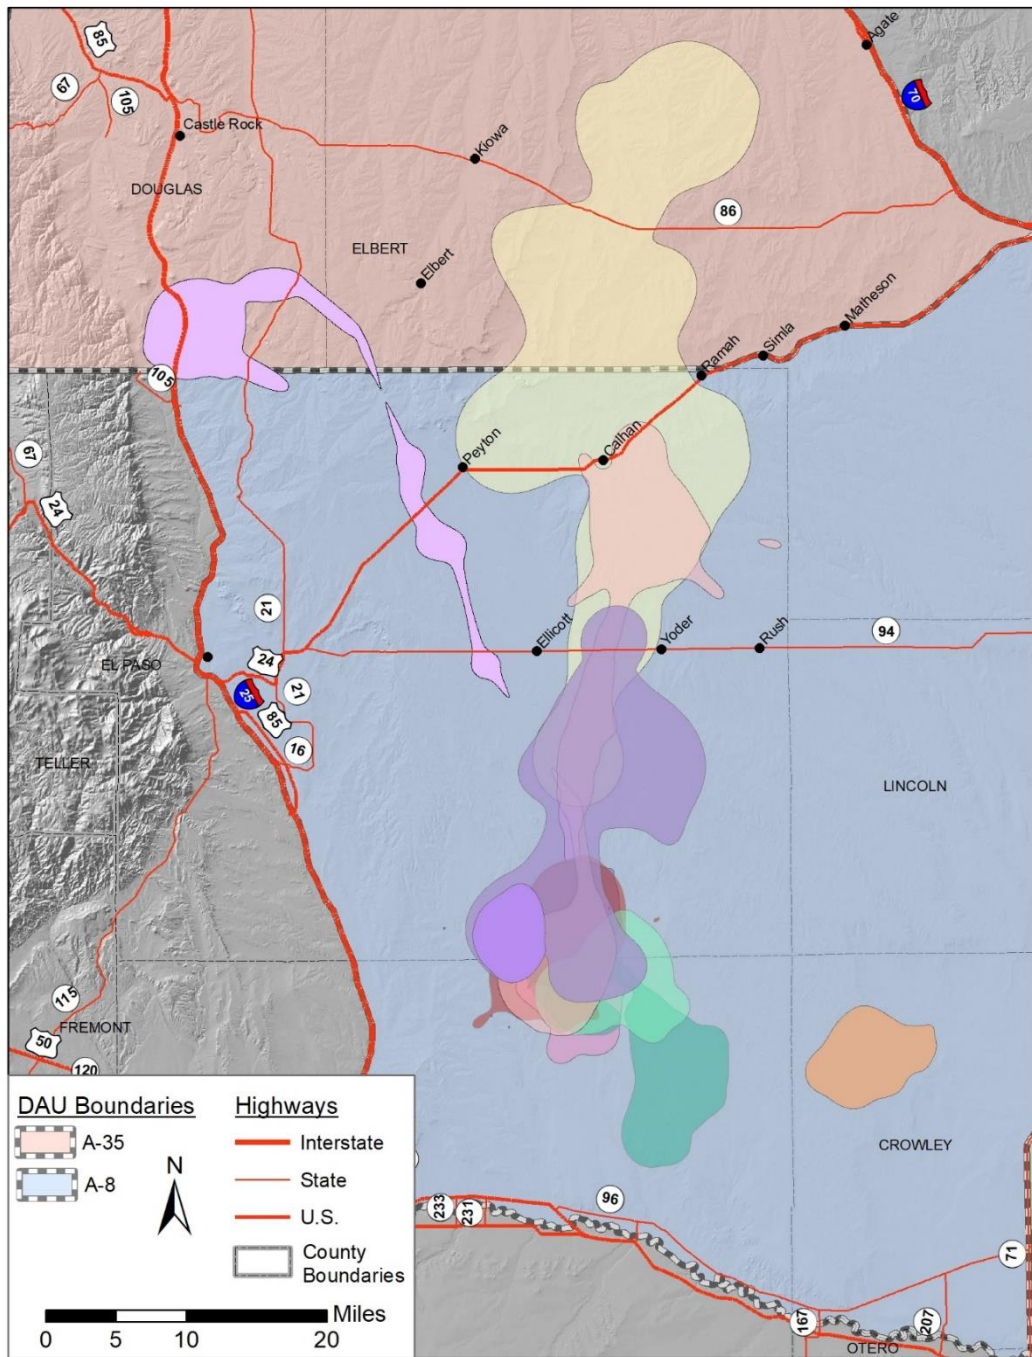 85
67
105
Castle Rock
DOUGLAS
Kiowa
ELBERT
Elbert
Agate
70
86
Matheson
Simla
Ramah
105
67
24
Peyton
Calhan
21
Ellicott
Yoder
Rush
94
EL PASO
24
21
25
85
16
TELLER
LINCOLN
115
FREMONT
50
120
CROWLEY
DAU Boundaries
A-35
A-8
N
Highways
Interstate
State
U.S.
County
Boundaries
Miles
0 5 10 20
233
231
96
71
167
207
OTERO